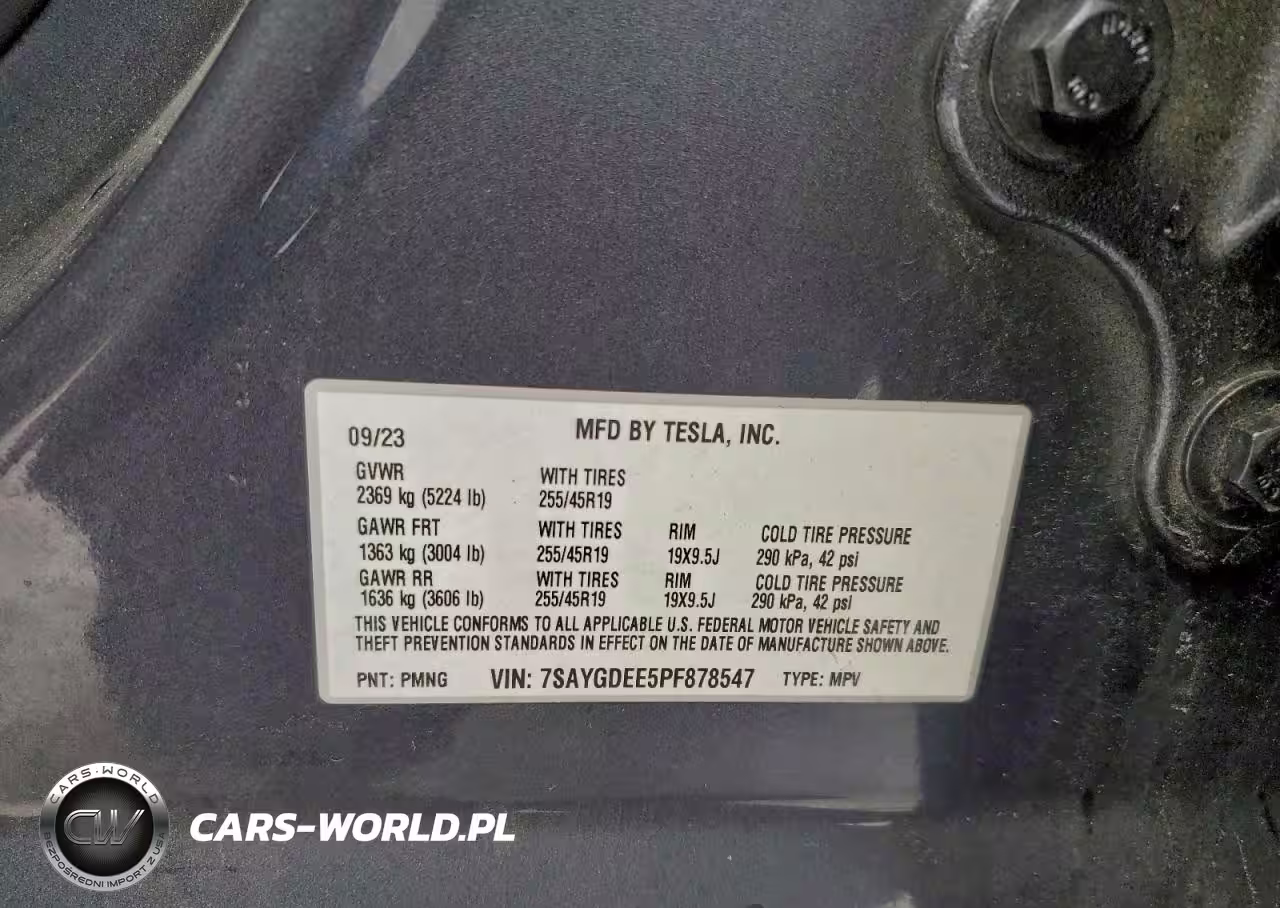 09/23 MFD BY TESLA, INC.
GVWR WITH TIRES
2369 kg (5224 lb) 255/45R19
GAWR FRT WITH TIRES RIM COLD TIRE PRESSURE
1363 kg (3004 lb) 255/45R19 19X9.5J 290 kPa, 42 psi
GAWR RR WITH TIRES RIM COLD TIRE PRESSURE
1636 kg (3606 lb) 255/45R19 19X9.5J 290 kPa, 42 psi
THIS VEHICLE CONFORMS TO ALL APPLICABLE U.S. FEDERAL MOTOR VEHICLE SAFETY AND
THEFT PREVENTION STANDARDS IN EFFECT ON THE DATE OF MANUFACTURE SHOWN ABOVE.
PNT: PMNG VIN: 7SAYGDEE5PF878547 TYPE: MPV
CARS-WORLD
CW
BEZPOŚREDNI IMPORT Z USA
CARS-WORLD.PL